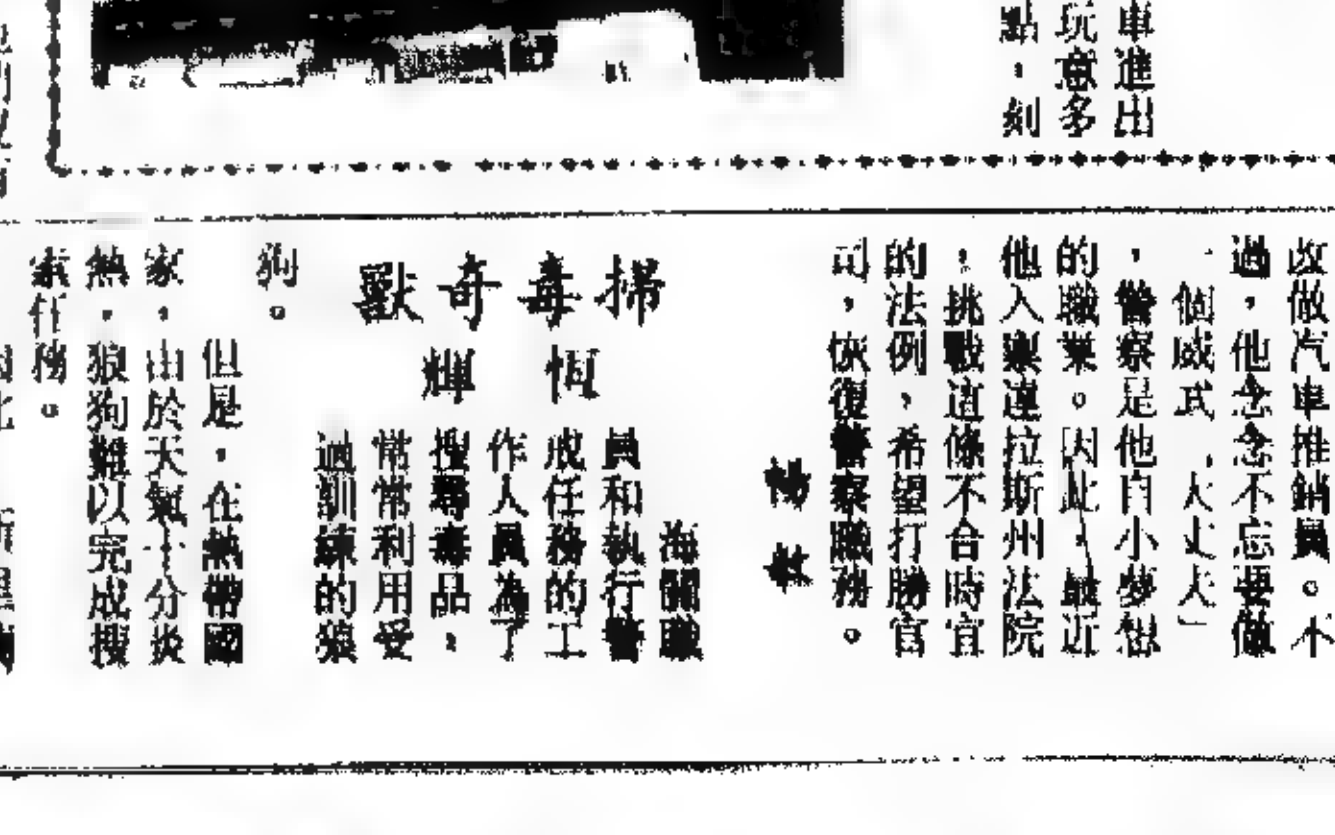 車進出
玩意多
點，刻
改做汽車推銷員。不
過，他念念不忘要做
個威武 大丈夫」
，警察是他自小夢想
的職業。因此，最近
他入稟達拉斯州法院
，挑戰這條不合時宜
的法例，希望打勝官
司，恢復警察職務。
楊
掃毒奇獸
恆輝
海關職
員和執行警
戒任務的工
作人員為了
搜尋毒品，
常常利用受
過訓練的狼
狗。
但是，在熱帶國
家，由於天氣十分炎
熱，狼狗難以完成搜
索任務。